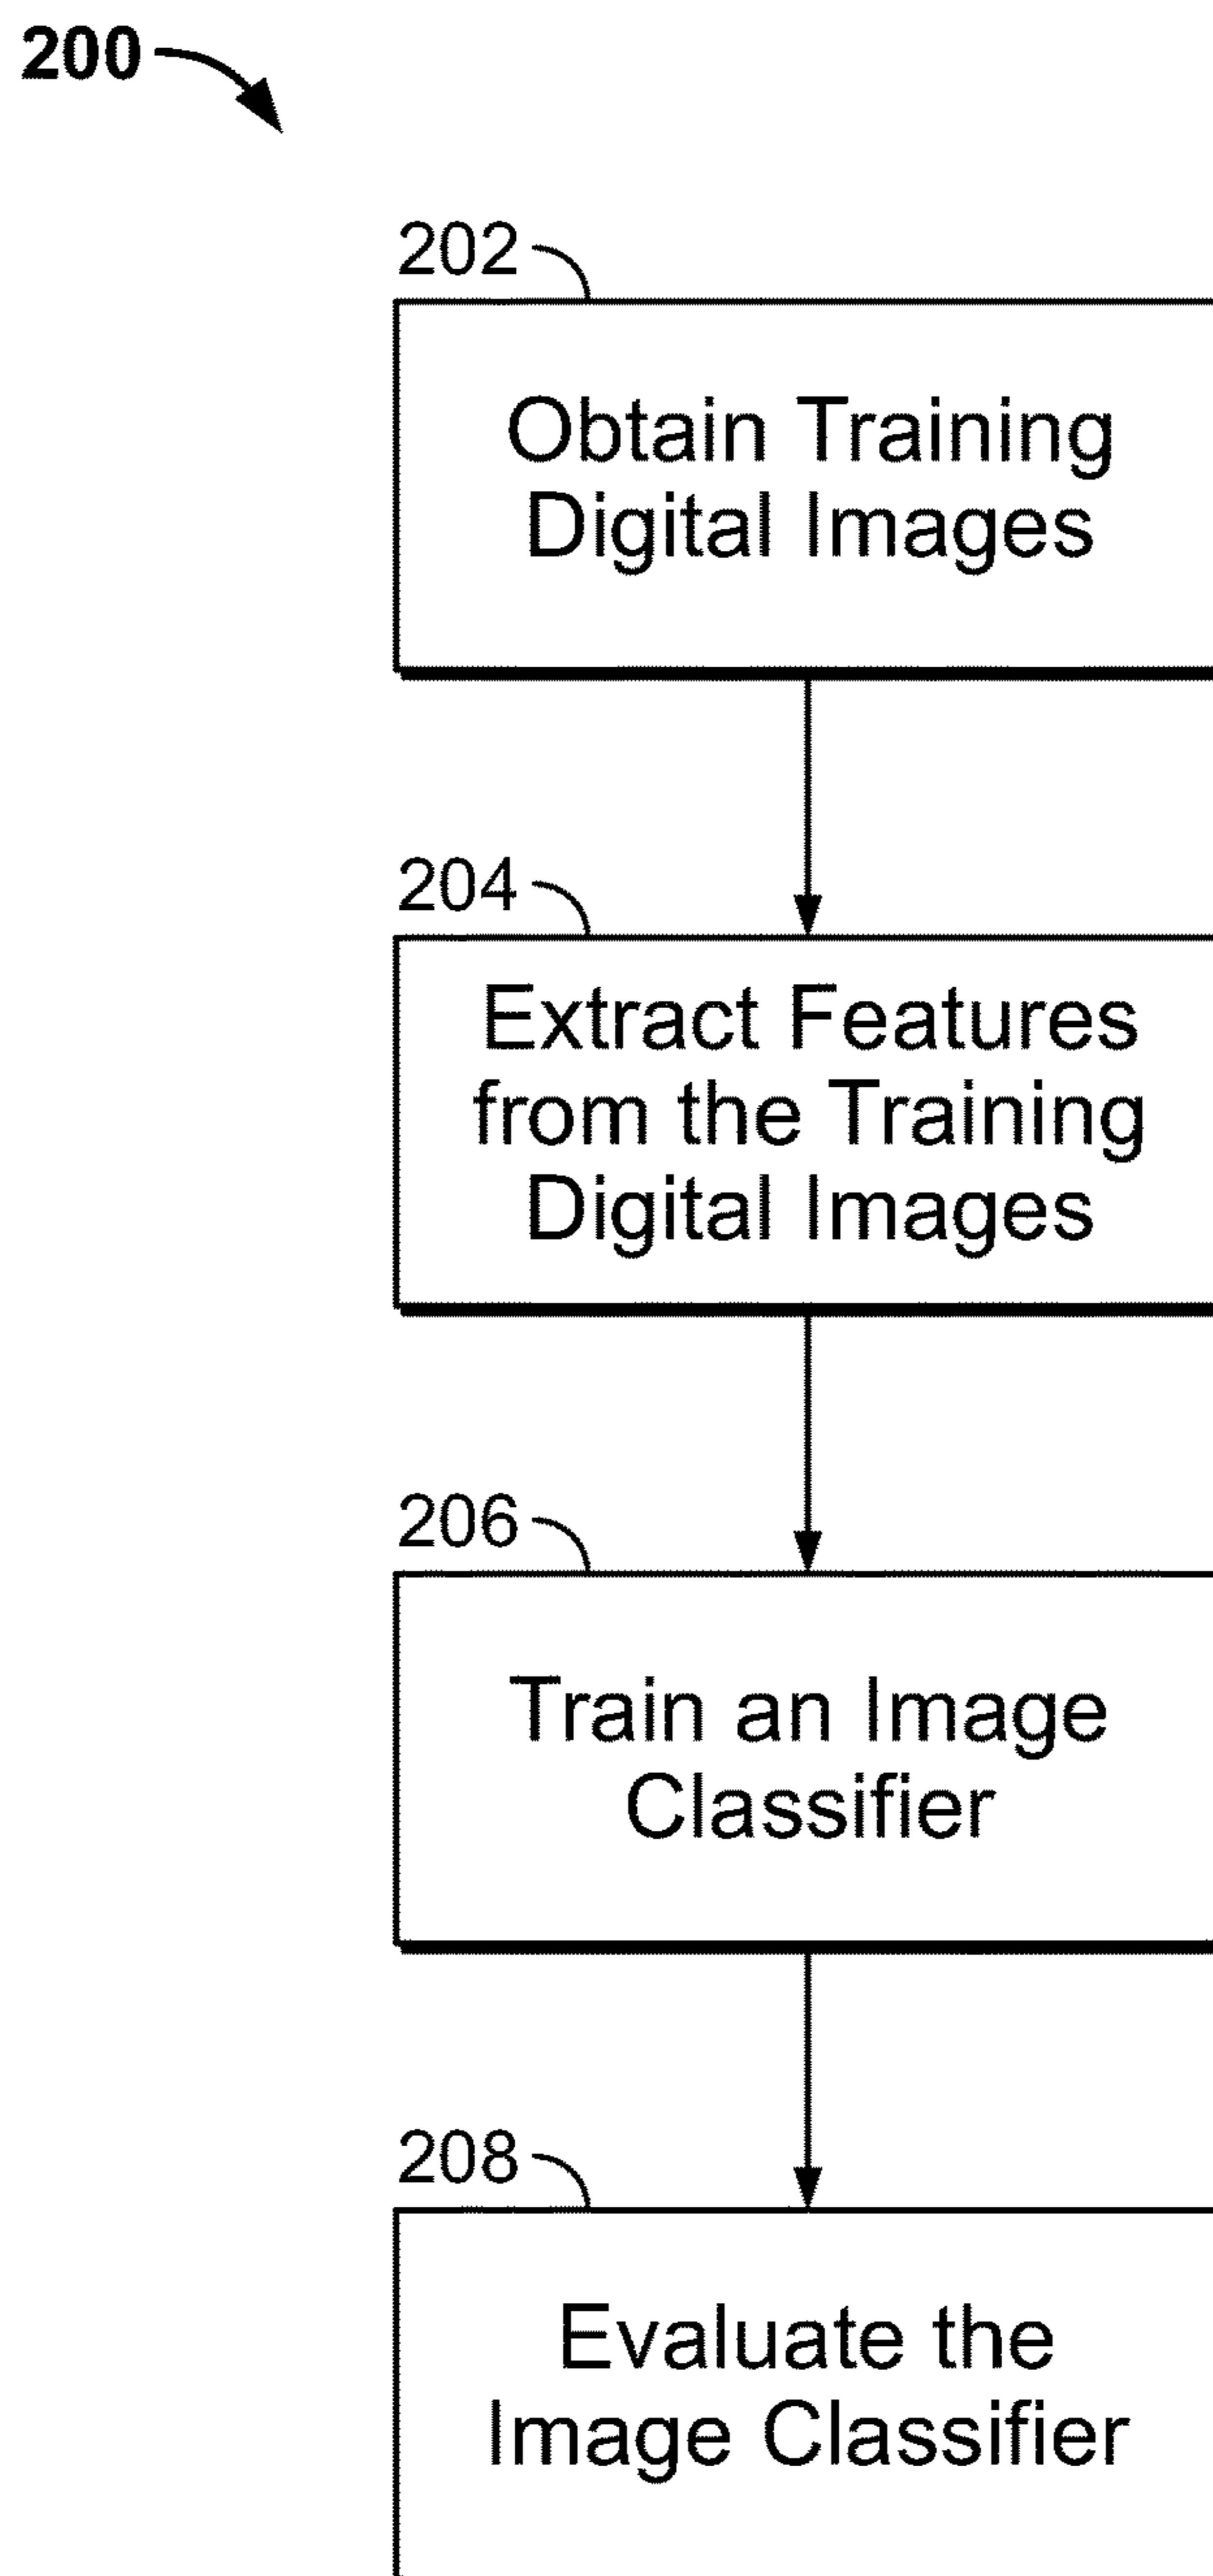 200
202
Obtain Training
Digital Images
204
Extract Features
from the Training
Digital Images
206
Train an Image
Classifier
208
Evaluate the
Image Classifier